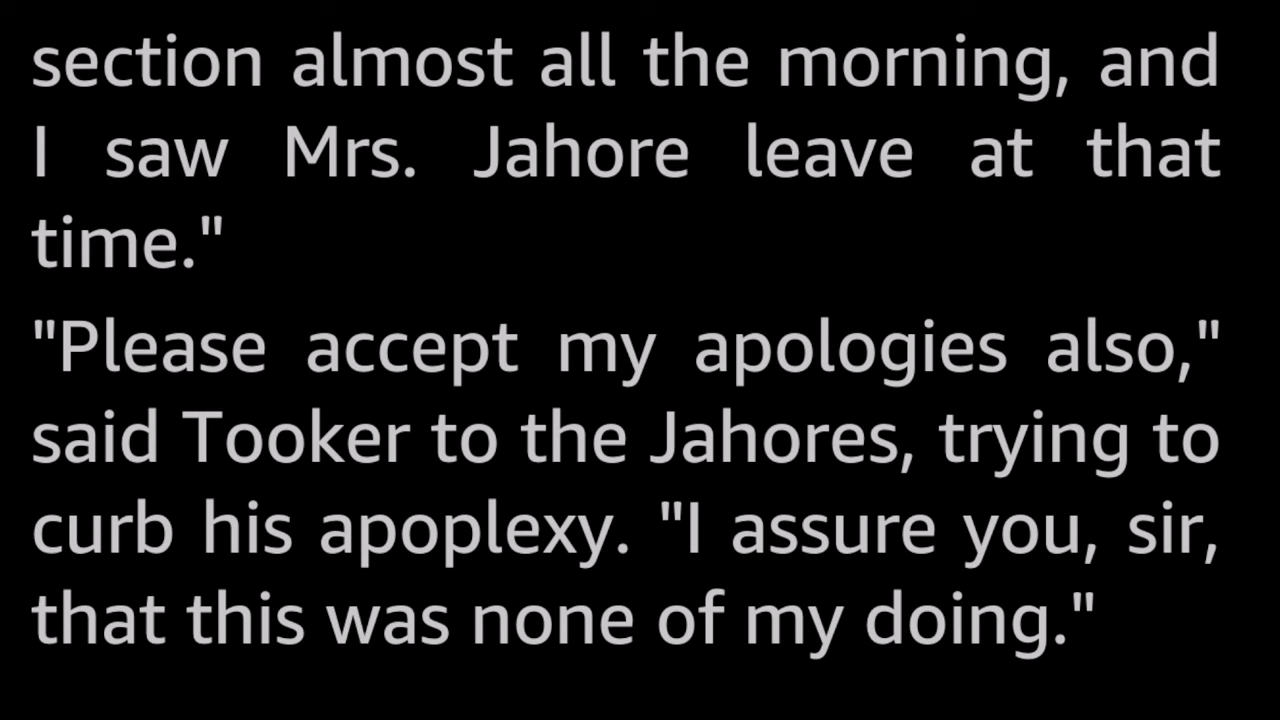 section almost all the morning, and
I saw Mrs. Jahore leave at that
time."
"Please accept my apologies also,"
said Tooker to the Jahores, trying to
curb his apoplexy. "I assure you, sir,
that this was none of my doing."